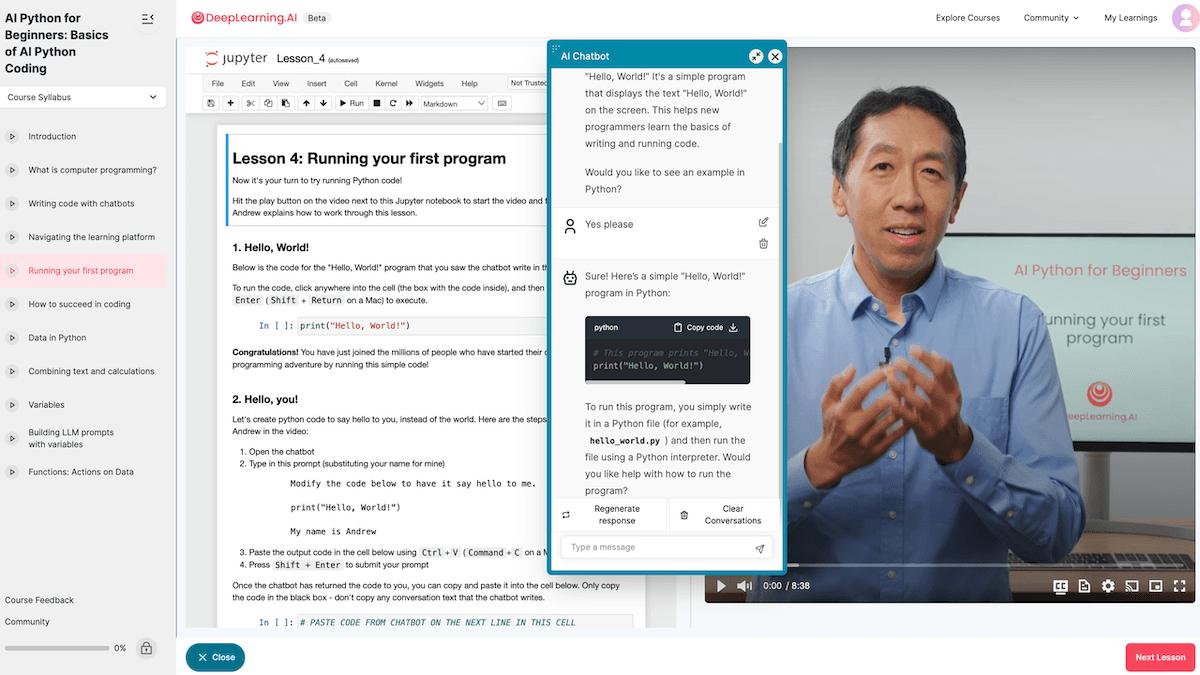 AI Python for
Beginners: Basics
of AI Python
Coding
Course Syllabus
Introduction
What is computer programming?
Writing code with chatbots
Navigating the learning platform
Running your first program
How to succeed in coding
Data in Python
Combining text and calculations
Variables
Building LLM prompts
with variables
Functions: Actions on Data
Course Feedback
Community
0%
DeepLearning.AI
Beta
Explore Courses
Community
My Learnings
jupyter Lesson_4 (autosaved)
File Edit View Insert Cell Kernel Widgets Help Not Trusted
Run Markdown
Lesson 4: Running your first program
Now it's your turn to try running Python code!
Hit the play button on the video next to this Jupyter notebook to start the video and
Andrew explains how to work through this lesson.
1. Hello, World!
Below is the code for the "Hello, World!" program that you saw the chatbot write in
To run the code, click anywhere into the cell (the box with the code inside), and then
Enter ( Shift + Return on a Mac) to execute.
In [ ]: print("Hello, World!")
Congratulations! You have just joined the millions of people who have started their
programming adventure by running this simple code!
2. Hello, you!
Let's create python code to say hello to you, instead of the world. Here are the steps
Andrew in the video:
1. Open the chatbot
2. Type in this prompt (substituting your name for mine)
Modify the code below to have it say hello to me.
print("Hello, World!")
My name is Andrew
3. Paste the output code in the cell below using Ctrl + V ( Command + C on a
4. Press Shift + Enter to submit your prompt
Once the chatbot has returned the code to you, you can copy and paste it into the cell below. Only copy
the code in the black box - don't copy any conversation text that the chatbot writes.
In [ ]: # PASTE CODE FROM CHATBOT ON THE NEXT LINE IN THIS CELL
Close
AI Chatbot
"Hello, World!" It's a simple program
that displays the text "Hello, World!"
on the screen. This helps new
programmers learn the basics of
writing and running code.
Would you like to see an example in
Python?
Yes please
Sure! Here's a simple "Hello, World!"
program in Python:
python Copy code
# This program prints "Hello,
print("Hello, World!")
To run this program, you simply write
it in a Python file (for example,
hello_world.py ) and then run the
file using a Python interpreter. Would
you like help with how to run the
program?
Regenerate
response
Clear
Conversations
Type a message
AI Python for Beginners
unning your first
program
eepLearning.AI
0:00 / 8:38
CC
Next Lesson